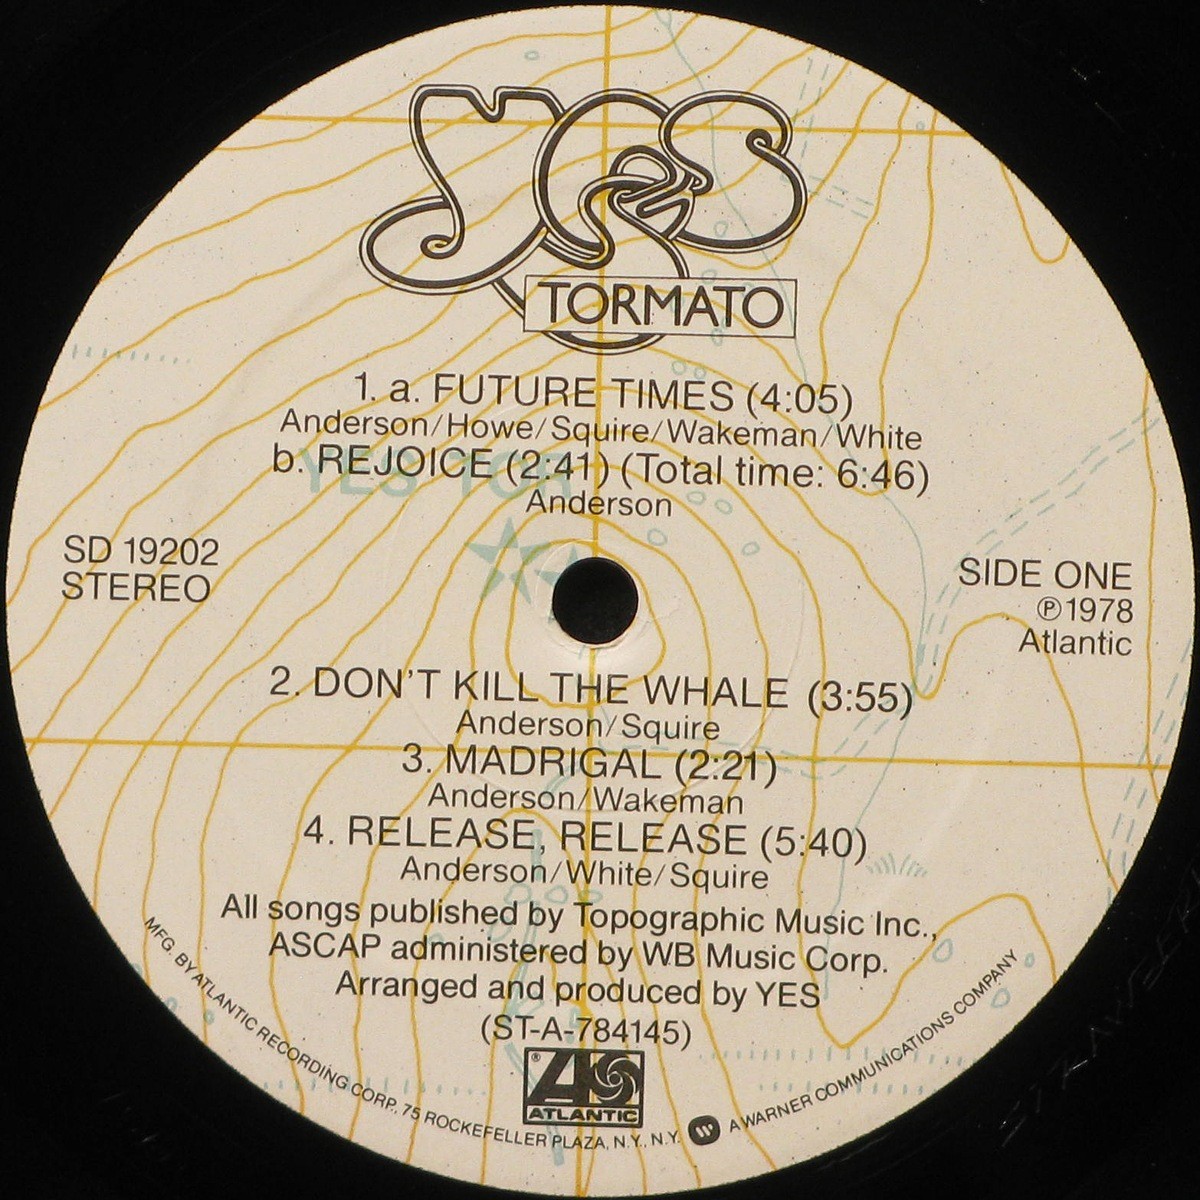 YES
TORMATO
1. a. FUTURE TIMES (4:05)
Anderson/Howe/Squire/Wakeman/White
b. REJOICE (2:41) (Total time: 6:46)
Anderson
YES TOR
SD 19202
STEREO
SIDE ONE
℗1978
Atlantic
2. DON'T KILL THE WHALE (3:55)
Anderson/Squire
3. MADRIGAL (2:21)
Anderson/Wakeman
4. RELEASE, RELEASE (5:40)
Anderson/White/Squire
All songs published by Topographic Music Inc.,
ASCAP administered by WB Music Corp.
Arranged and produced by YES
(ST-A-784145)
® ATLANTIC
MFG. BY ATLANTIC RECORDING CORP., 75 ROCKEFELLER PLAZA, N.Y., N.Y. W A WARNER COMMUNICATIONS COMPANY